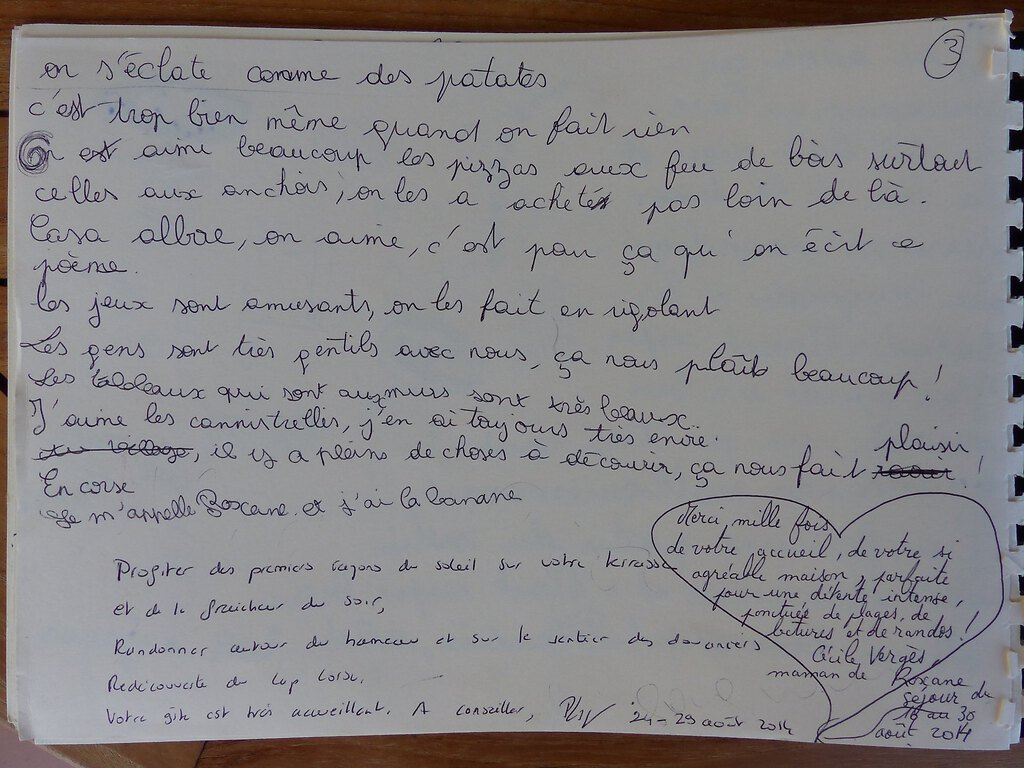 3
on s'éclate comme des patates
c'est trop bien même quand on fait rien
On aime beaucoup les pizzas aux feu de bois surtout
celles aux anchois, on les a acheté pas loin de là.
Casa albae, on aime, c'est pour ça qu'on écrit ce
poème.
les jeux sont amusants, on les fait en rigolant
Les gens sont très gentils avec nous, ça nous plaît beaucoup !
Les tableaux qui sont aux murs sont très beaux.
J'aime les cannistrelles, j'en ai toujours très envie.
En corse, il y a pleins de choses à découvrir, ça nous fait plaisir !
Je m'appelle Roxane et j'ai la banane
Profiter des premiers rayons du soleil sur votre terrasse
et de la fraîcheur du soir,
Randonner autour du hameau et sur le sentier des douaniers
Redécouverte du Cap Corse.
Votre gîte est très accueillant. A conseiller,
24-29 août 2014
Merci mille fois
de votre accueil, de votre si
agréable maison, parfaite
pour une détente intense,
ponctuée de plages, de
lectures et de randos !
Cécile Vergès,
maman de Roxane
séjour du
16 au 30
août 2014